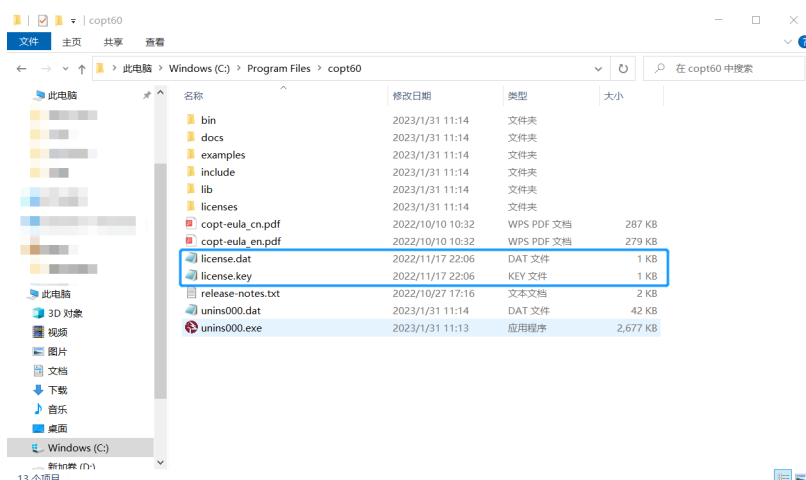 copt60
文件 主页 共享 查看
此电脑 Windows (C:) Program Files copt60 在 copt60 中搜索
此电脑
3D 对象
视频
图片
文档
下载
音乐
桌面
Windows (C:)
新加卷 (D:)
名称 修改日期 类型 大小
bin 2023/1/31 11:14 文件夹
docs 2023/1/31 11:14 文件夹
examples 2023/1/31 11:14 文件夹
include 2023/1/31 11:14 文件夹
lib 2023/1/31 11:14 文件夹
licenses 2023/1/31 11:14 文件夹
copt-eula_cn.pdf 2022/10/10 10:32 WPS PDF 文档 287 KB
copt-eula_en.pdf 2022/10/10 10:32 WPS PDF 文档 279 KB
license.dat 2022/11/17 22:06 DAT 文件 1 KB
license.key 2022/11/17 22:06 KEY 文件 1 KB
release-notes.txt 2022/10/27 17:16 文本文档 2 KB
unins000.dat 2023/1/31 11:14 DAT 文件 42 KB
unins000.exe 2023/1/31 11:13 应用程序 2,677 KB
13 个项目